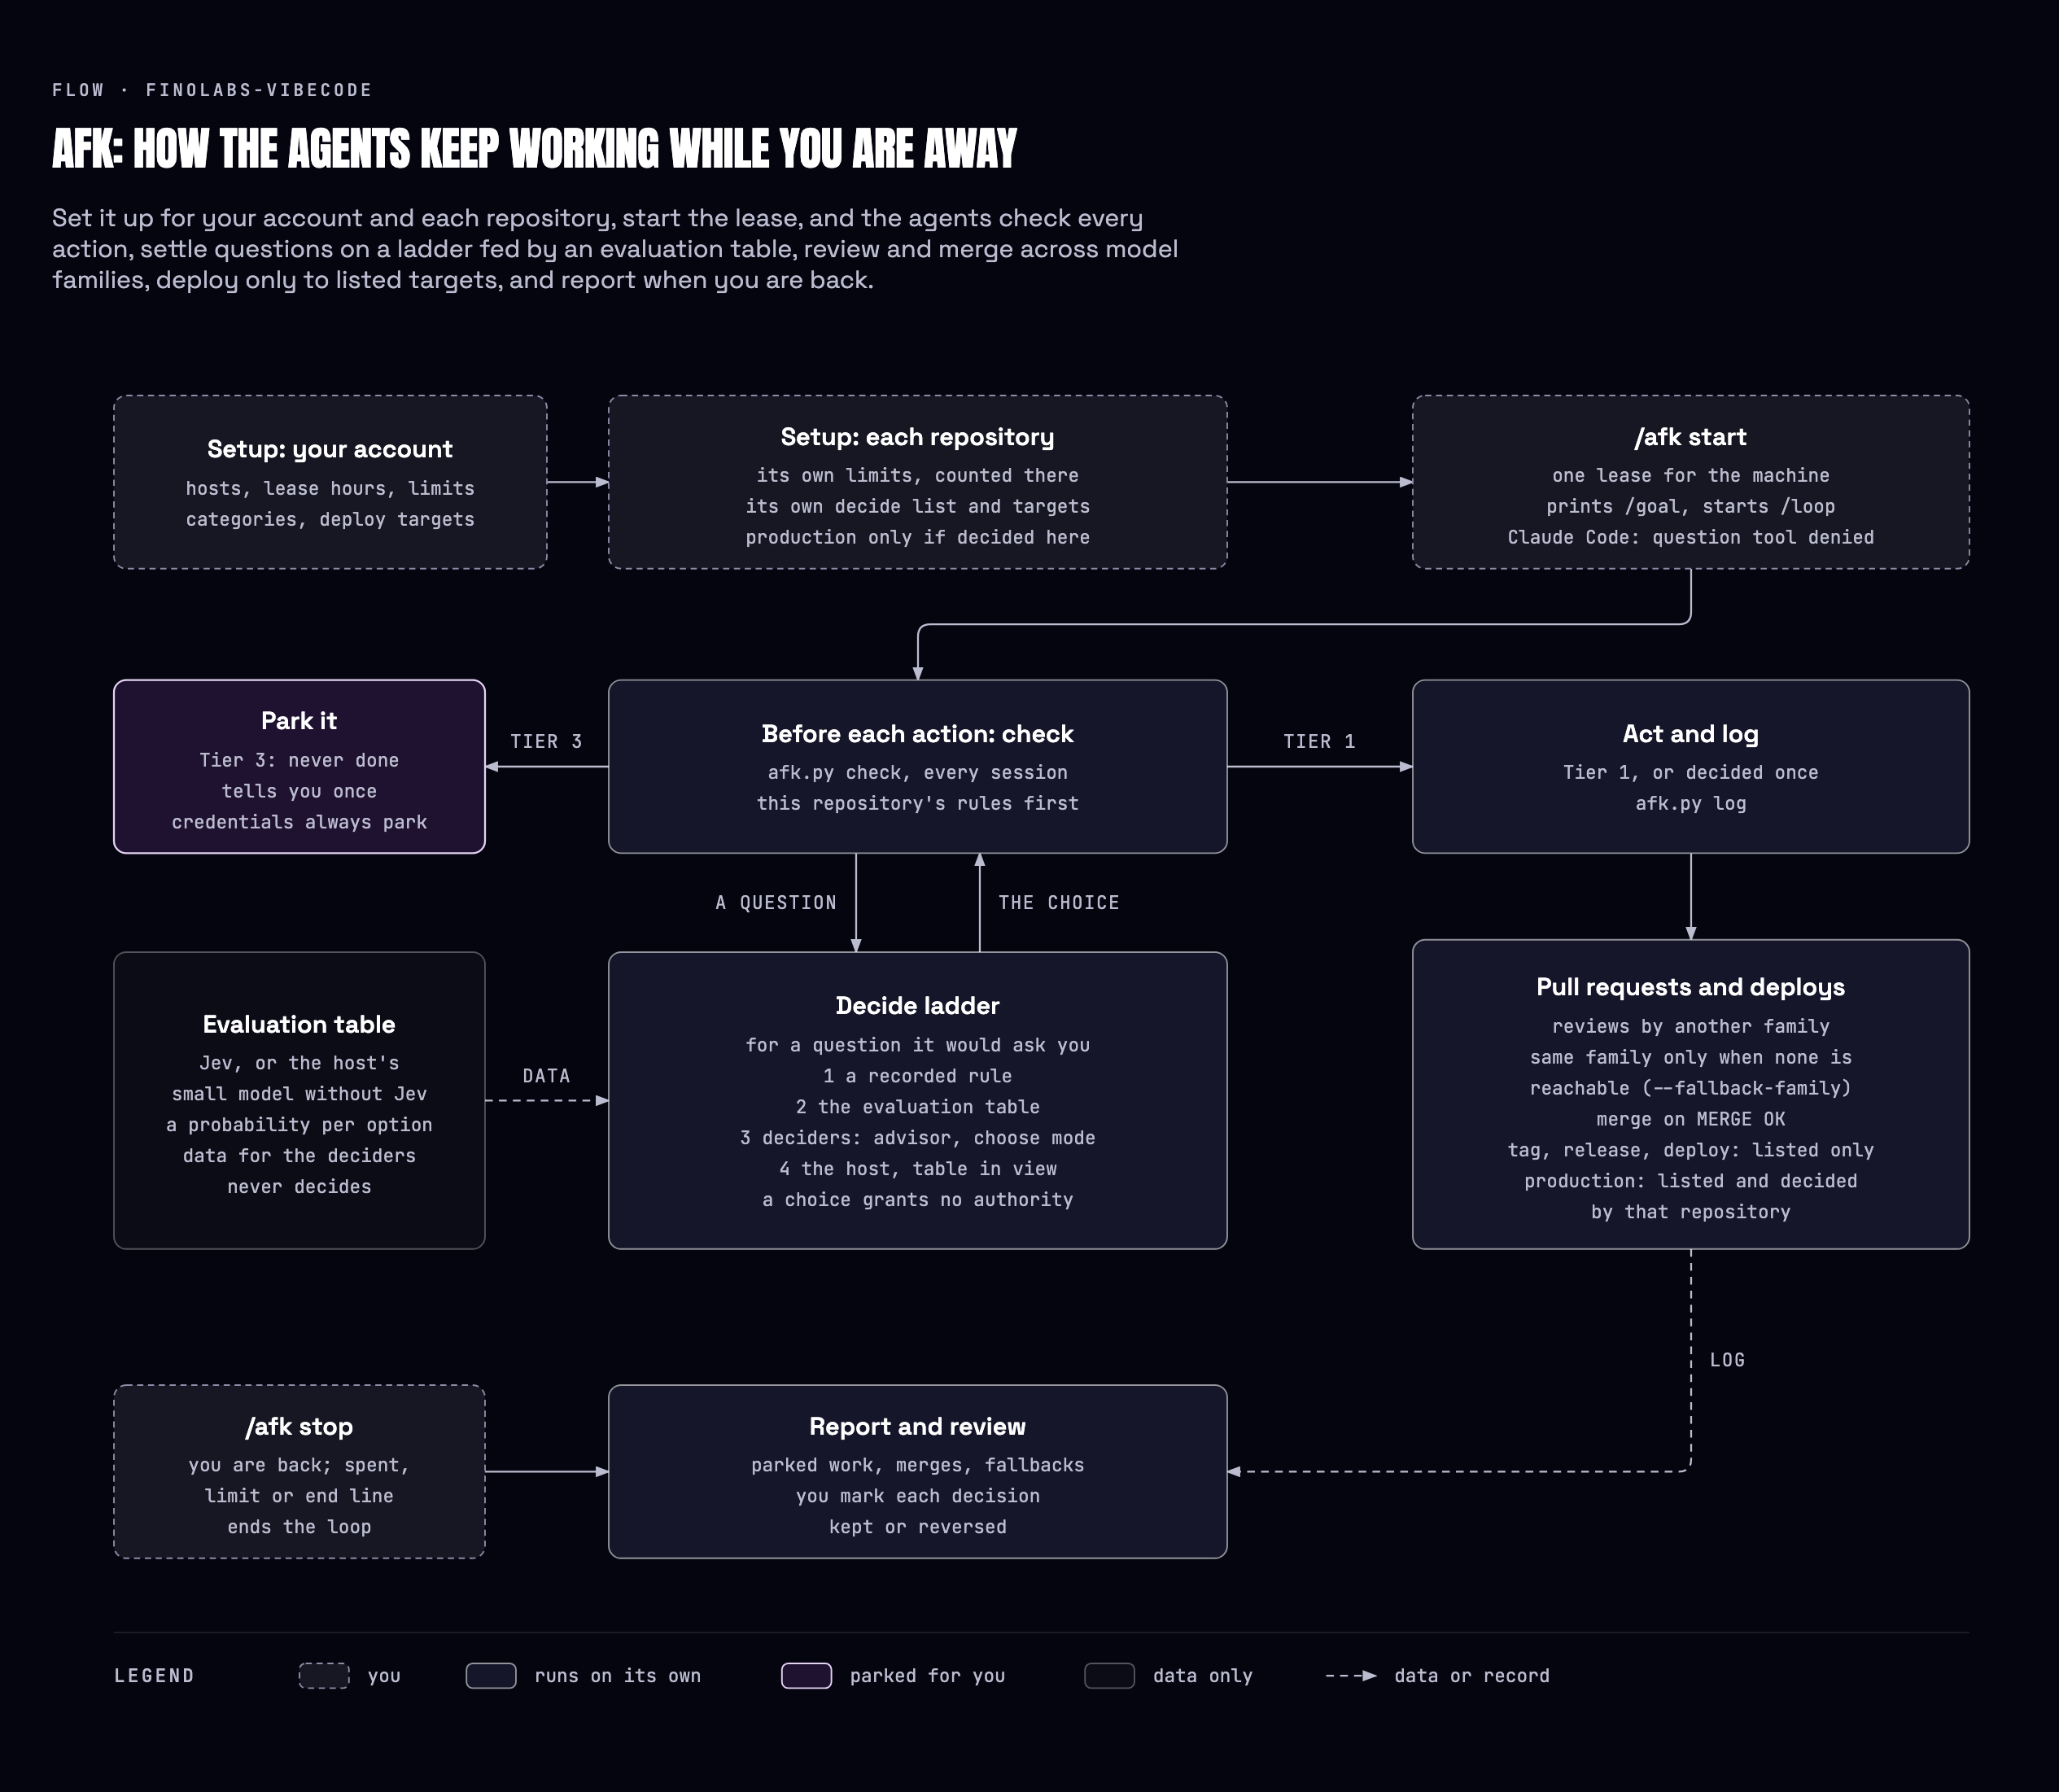 FLOW · FINOLABS-VIBECODE
AFK: HOW THE AGENTS KEEP WORKING WHILE YOU ARE AWAY
Set it up for your account and each repository, start the lease, and the agents check every
action, settle questions on a ladder fed by an evaluation table, review and merge across model
families, deploy only to listed targets, and report when you are back.
Setup: your account
hosts, lease hours, limits
categories, deploy targets
Setup: each repository
its own limits, counted there
its own decide list and targets
production only if decided here
/afk start
one lease for the machine
prints /goal, starts /loop
Claude Code: question tool denied
Park it
Tier 3: never done
tells you once
credentials always park
TIER 3
Before each action: check
afk.py check, every session
this repository's rules first
TIER 1
Act and log
Tier 1, or decided once
afk.py log
A QUESTION
THE CHOICE
Evaluation table
Jev, or the host's
small model without Jev
a probability per option
data for the deciders
never decides
DATA
Decide ladder
for a question it would ask you
1 a recorded rule
2 the evaluation table
3 deciders: advisor, choose mode
4 the host, table in view
a choice grants no authority
Pull requests and deploys
reviews by another family
same family only when none is
reachable (--fallback-family)
merge on MERGE OK
tag, release, deploy: listed only
production: listed and decided
by that repository
LOG
/afk stop
you are back; spent,
limit or end line
ends the loop
Report and review
parked work, merges, fallbacks
you mark each decision
kept or reversed
LEGEND
you
runs on its own
parked for you
data only
data or record